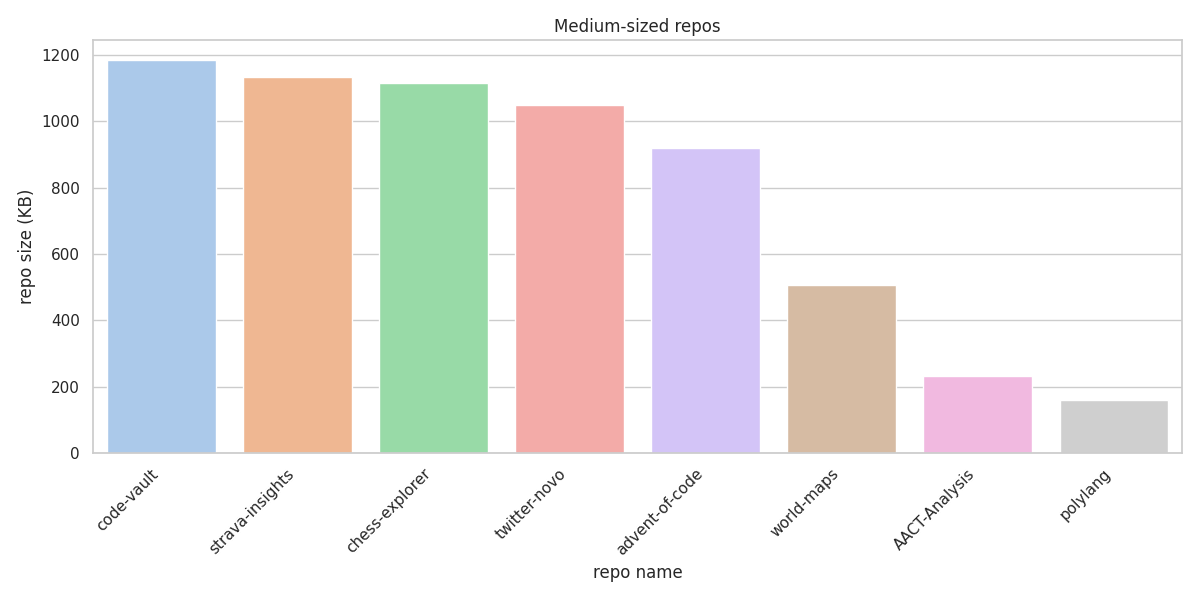 Medium-sized repos
1200
1000
800
600
400
200
0
repo size (KB)
code-vault
strava-insights
chess-explorer
twitter-novo
advent-of-code
world-maps
AACT-Analysis
polylang
repo name